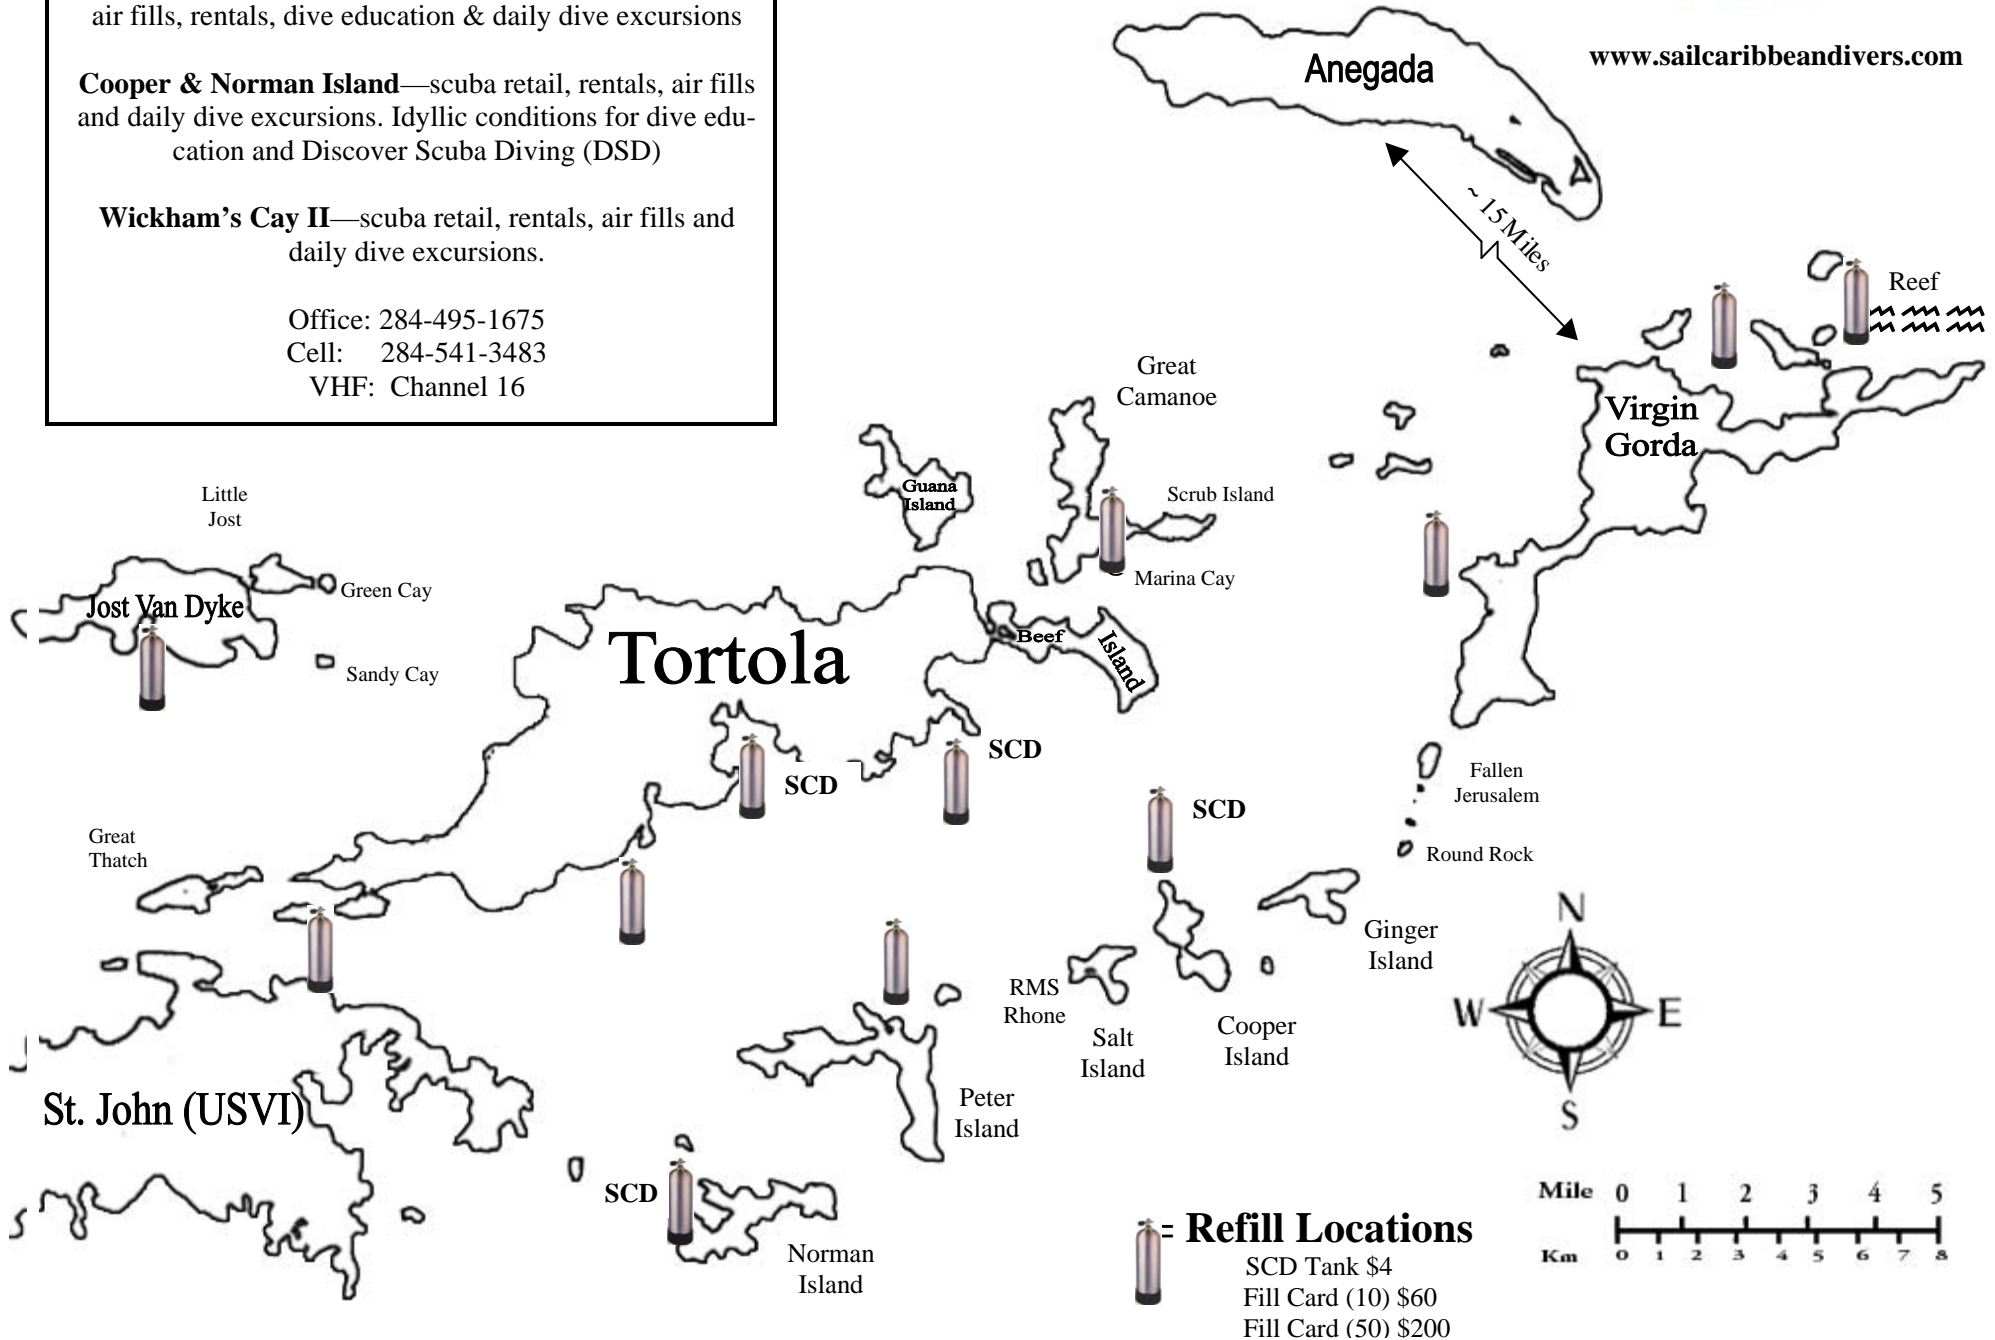 air fills, rentals, dive education & daily dive excursions
Cooper & Norman Island—scuba retail, rentals, air fills
and daily dive excursions. Idyllic conditions for dive edu-
cation and Discover Scuba Diving (DSD)
Wickham's Cay II—scuba retail, rentals, air fills and
daily dive excursions.
Office: 284-495-1675
Cell: 284-541-3483
VHF: Channel 16
www.sailcaribbeandivers.com
Anegada
~ 15 Miles
Reef
Virgin
Gorda
Great
Camanoe
Guana
Island
Scrub Island
Marina Cay
Little
Jost
Green Cay
Jost Van Dyke
Sandy Cay
Tortola
Beef
Island
SCD
SCD
SCD
Fallen
Jerusalem
Round Rock
Great
Thatch
Ginger
Island
RMS
Rhone
Salt
Island
Cooper
Island
Peter
Island
St. John (USVI)
SCD
Norman
Island
N
W
E
S
Mile 0 1 2 3 4 5
Km 0 1 2 3 4 5 6 7 8
= Refill Locations
SCD Tank $4
Fill Card (10) $60
Fill Card (50) $200